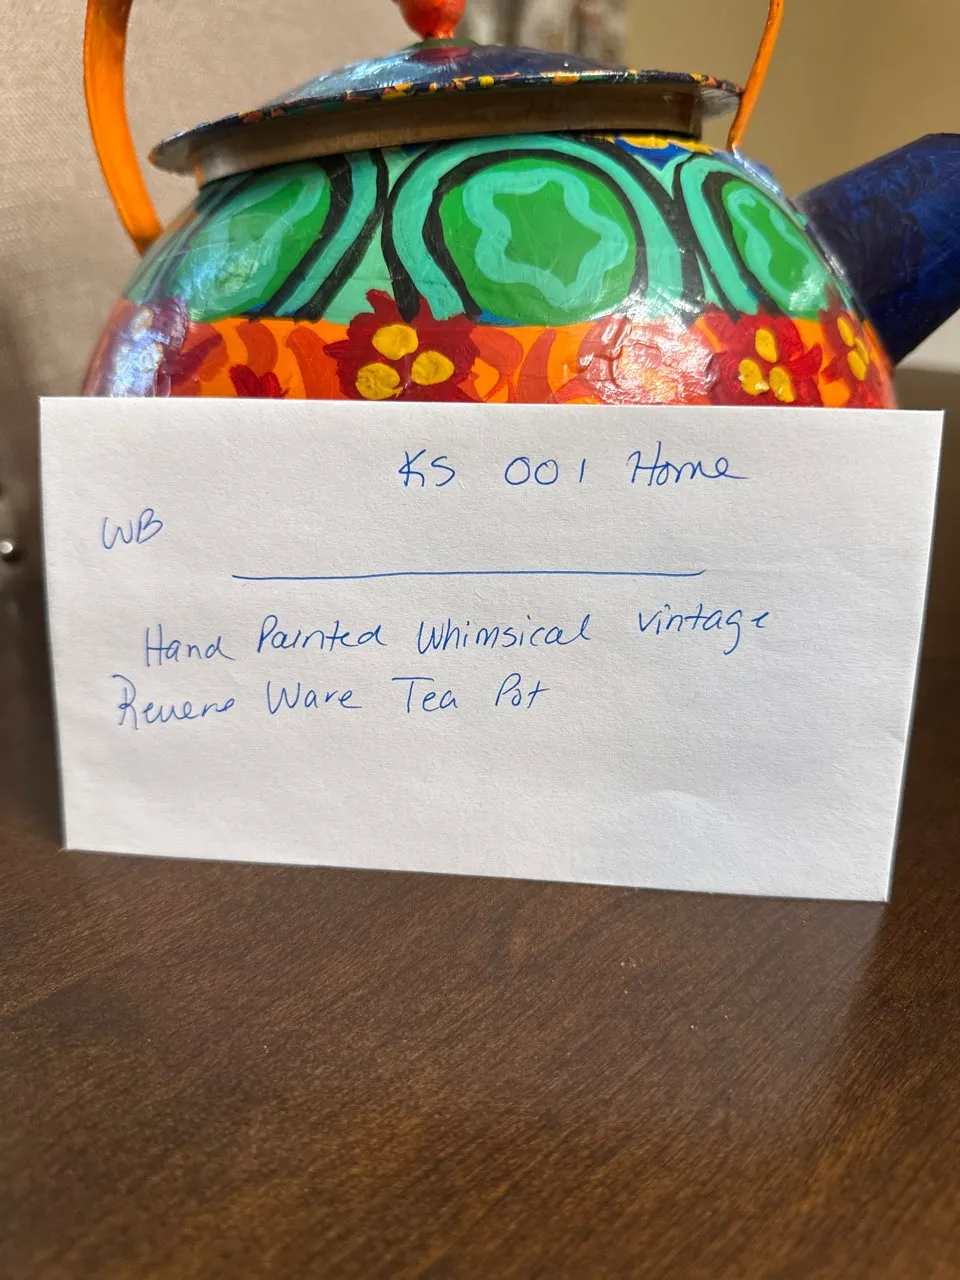 KS 001 Home
WB
Hand Painted Whimsical vintage
Revere Ware Tea Pot